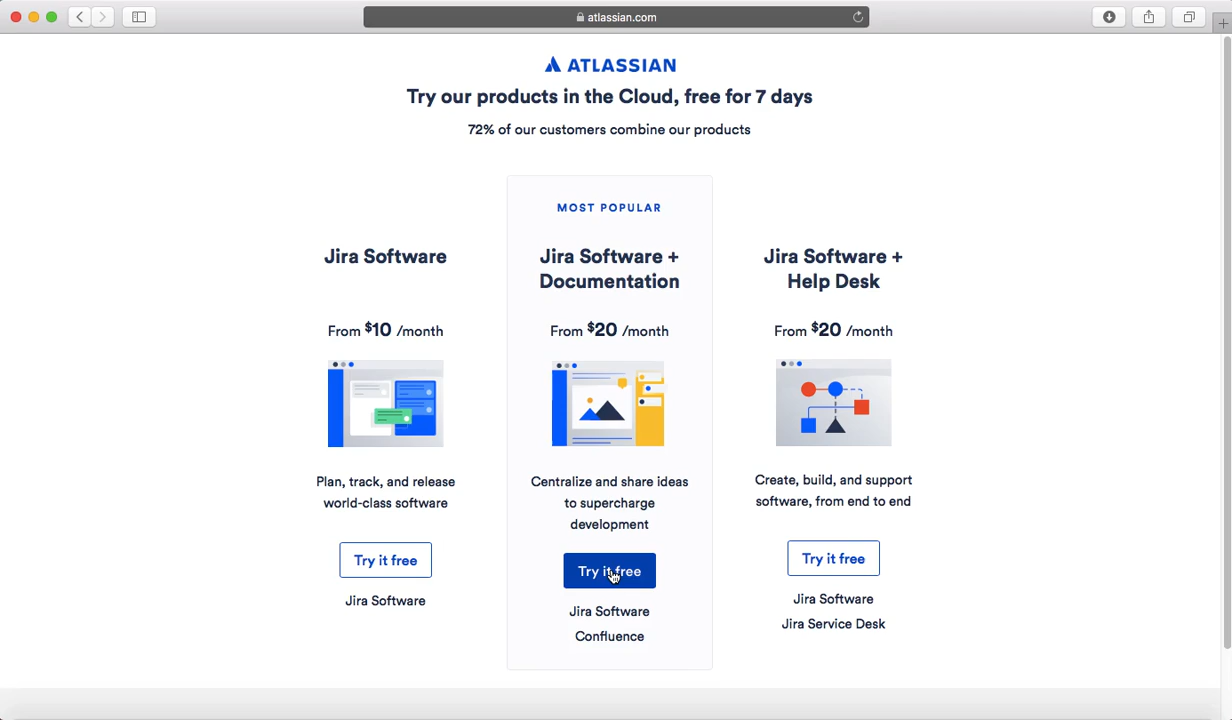 atlassian.com
ATLASSIAN
Try our products in the Cloud, free for 7 days
72% of our customers combine our products
Jira Software
From $10 /month
Plan, track, and release
world-class software
Try it free
Jira Software
MOST POPULAR
Jira Software +
Documentation
From $20 /month
Centralize and share ideas
to supercharge
development
Try it free
Jira Software
Confluence
Jira Software +
Help Desk
From $20 /month
Create, build, and support
software, from end to end
Try it free
Jira Software
Jira Service Desk